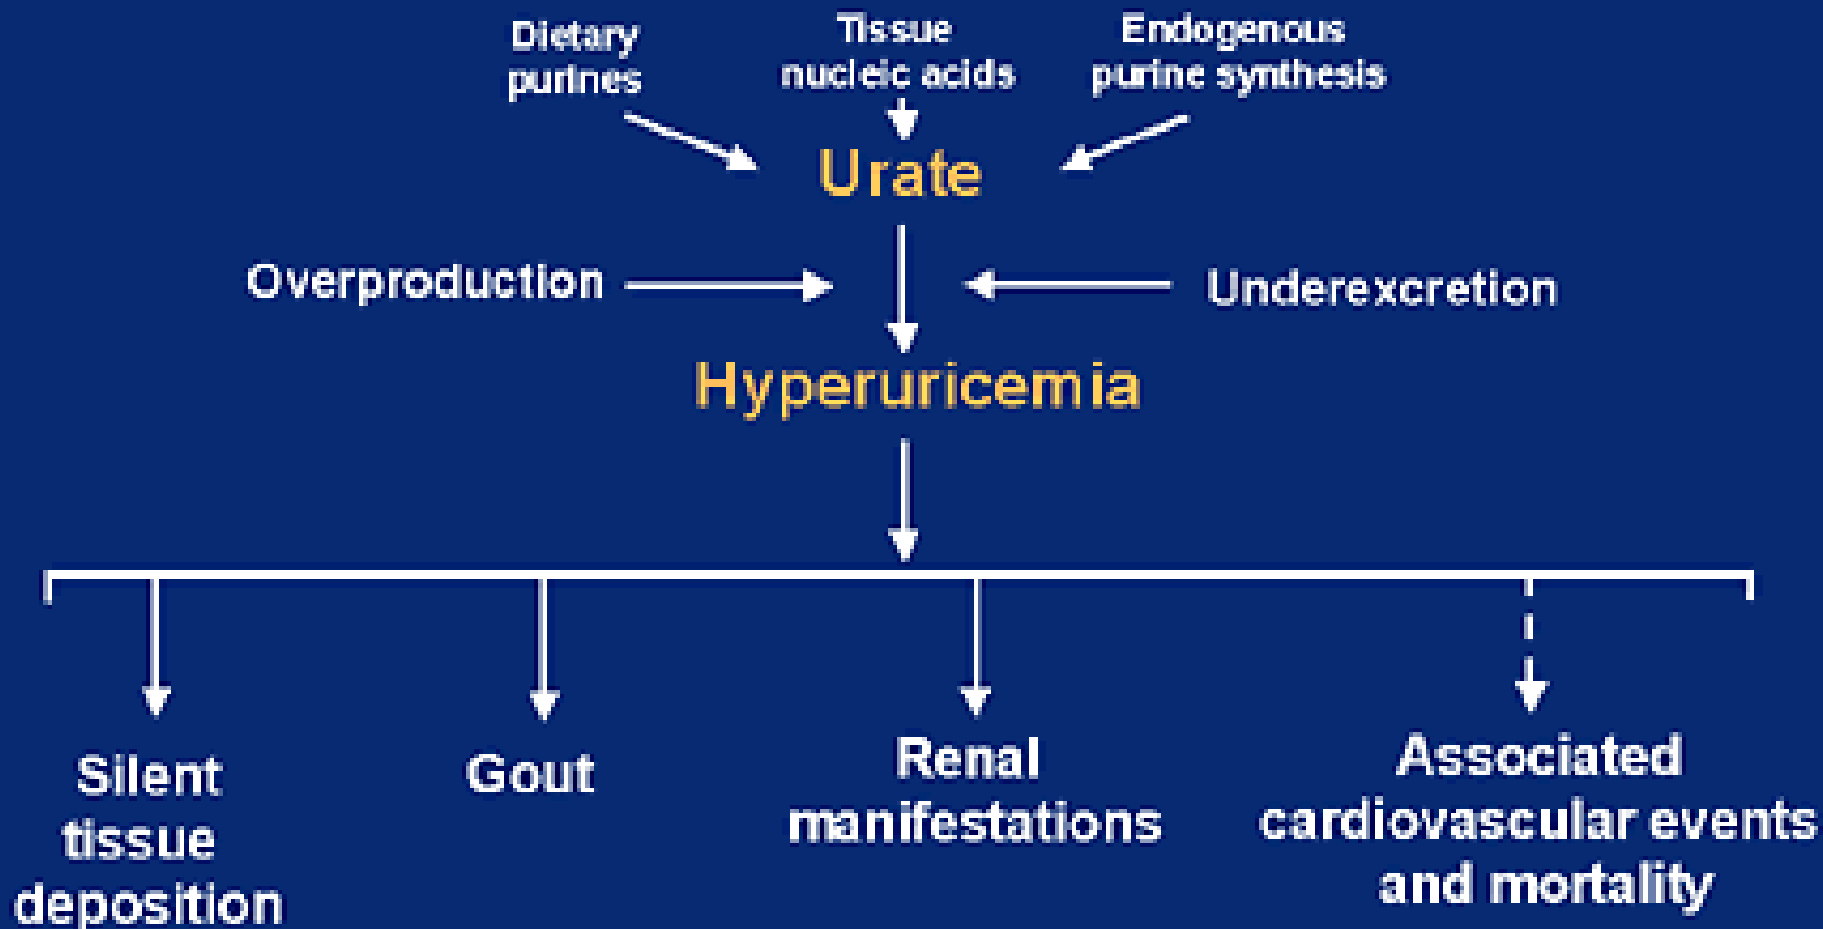 Dietary
purines
Tissue
nucleic acids
Endogenous
purine synthesis
Urate
Overproduction
Underexcretion
Hyperuricemia
Silent
tissue
deposition
Gout
Renal
manifestations
Associated
cardiovascular events
and mortality